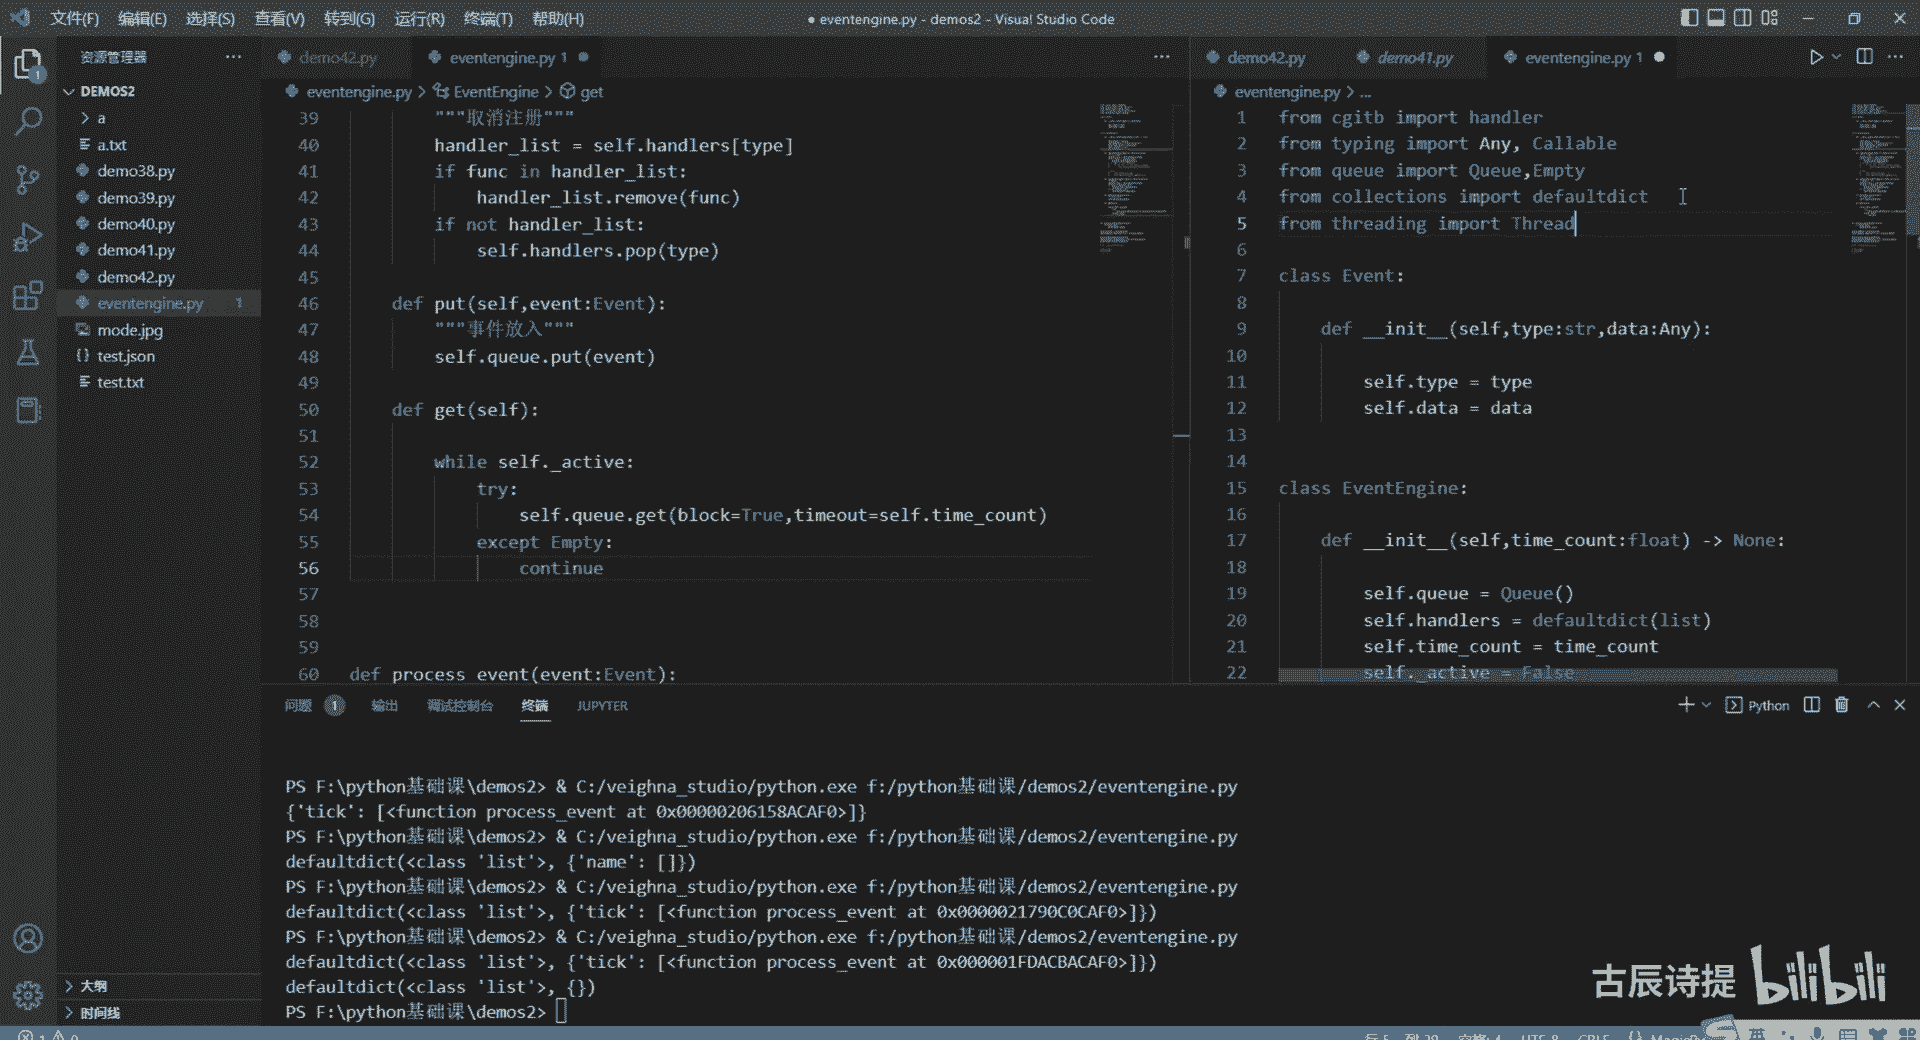 文件(F) 编辑(E) 选择(S) 查看(V) 转到(G) 运行(R) 终端(T) 帮助(H)
● eventengine.py - demos2 - Visual Studio Code
资源管理器 ...
DEMOS2
a
a.txt
demo38.py
demo39.py
demo40.py
demo41.py
demo42.py
eventengine.py 1
mode.jpg
test.json
test.txt
大纲
时间线
demo42.py eventengine.py 1 ● ...
eventengine.py > EventEngine > get
39 """取消注册"""
40 handler_list = self.handlers[type]
41 if func in handler_list:
42 handler_list.remove(func)
43 if not handler_list:
44 self.handlers.pop(type)
45
46 def put(self,event:Event):
47 """事件放入"""
48 self.queue.put(event)
49
50 def get(self):
51
52 while self._active:
53 try:
54 self.queue.get(block=True,timeout=self.time_count)
55 except Empty:
56 continue
57
58
59
60 def process_event(event:Event):
demo42.py demo41.py eventengine.py 1 ● ...
eventengine.py > ...
1 from cgitb import handler
2 from typing import Any, Callable
3 from queue import Queue,Empty
4 from collections import defaultdict
5 from threading import Thread
6
7 class Event:
8
9 def __init__(self,type:str,data:Any):
10
11 self.type = type
12 self.data = data
13
14
15 class EventEngine:
16
17 def __init__(self,time_count:float) -> None:
18
19 self.queue = Queue()
20 self.handlers = defaultdict(list)
21 self.time_count = time_count
22 self._active = False
问题 1 输出 调试控制台 终端 JUPYTER
Python
PS F:\python基础课\demos2> & C:/veighna_studio/python.exe f:/python基础课/demos2/eventengine.py
{'tick': [<function process_event at 0x00000206158ACAF0>]}
PS F:\python基础课\demos2> & C:/veighna_studio/python.exe f:/python基础课/demos2/eventengine.py
defaultdict(<class 'list'>, {'name': []})
PS F:\python基础课\demos2> & C:/veighna_studio/python.exe f:/python基础课/demos2/eventengine.py
defaultdict(<class 'list'>, {'tick': [<function process_event at 0x0000021790C0CAF0>]})
PS F:\python基础课\demos2> & C:/veighna_studio/python.exe f:/python基础课/demos2/eventengine.py
defaultdict(<class 'list'>, {'tick': [<function process_event at 0x000001FDACBACAF0>]})
defaultdict(<class 'list'>, {})
PS F:\python基础课\demos2>
古辰诗提 bilibili